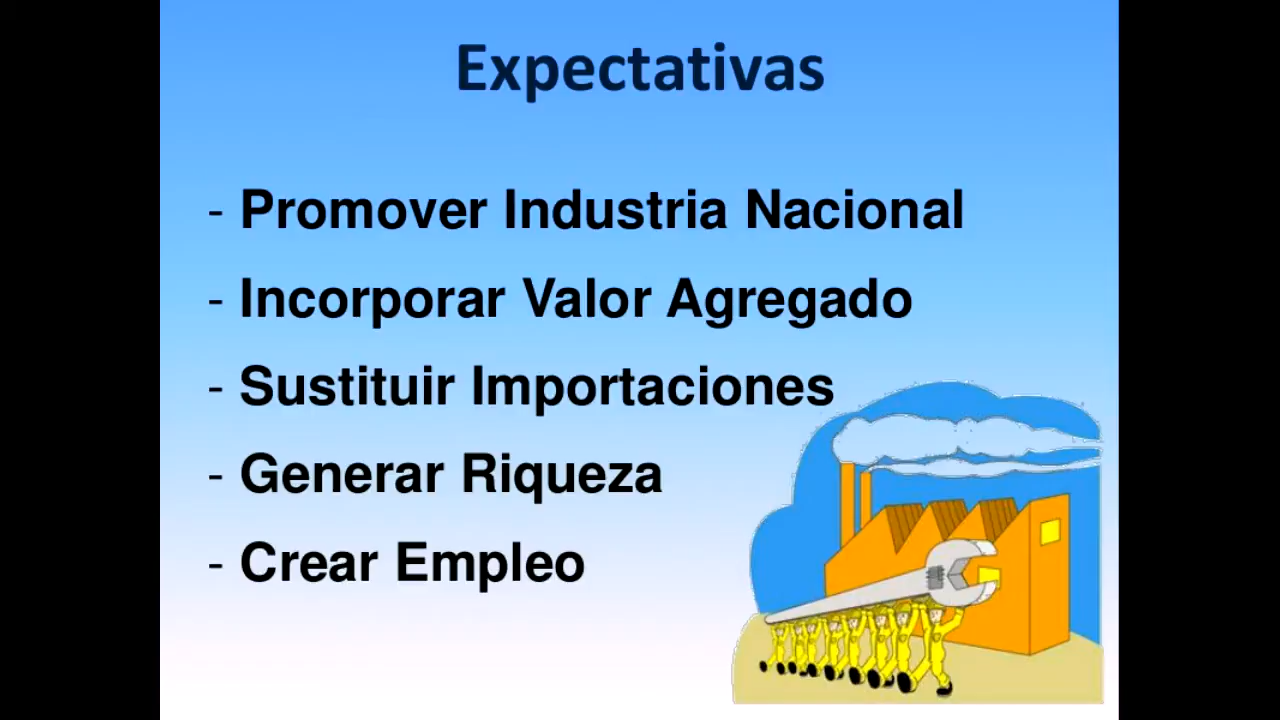 Expectativas
- Promover Industria Nacional
- Incorporar Valor Agregado
- Sustituir Importaciones
- Generar Riqueza
- Crear Empleo